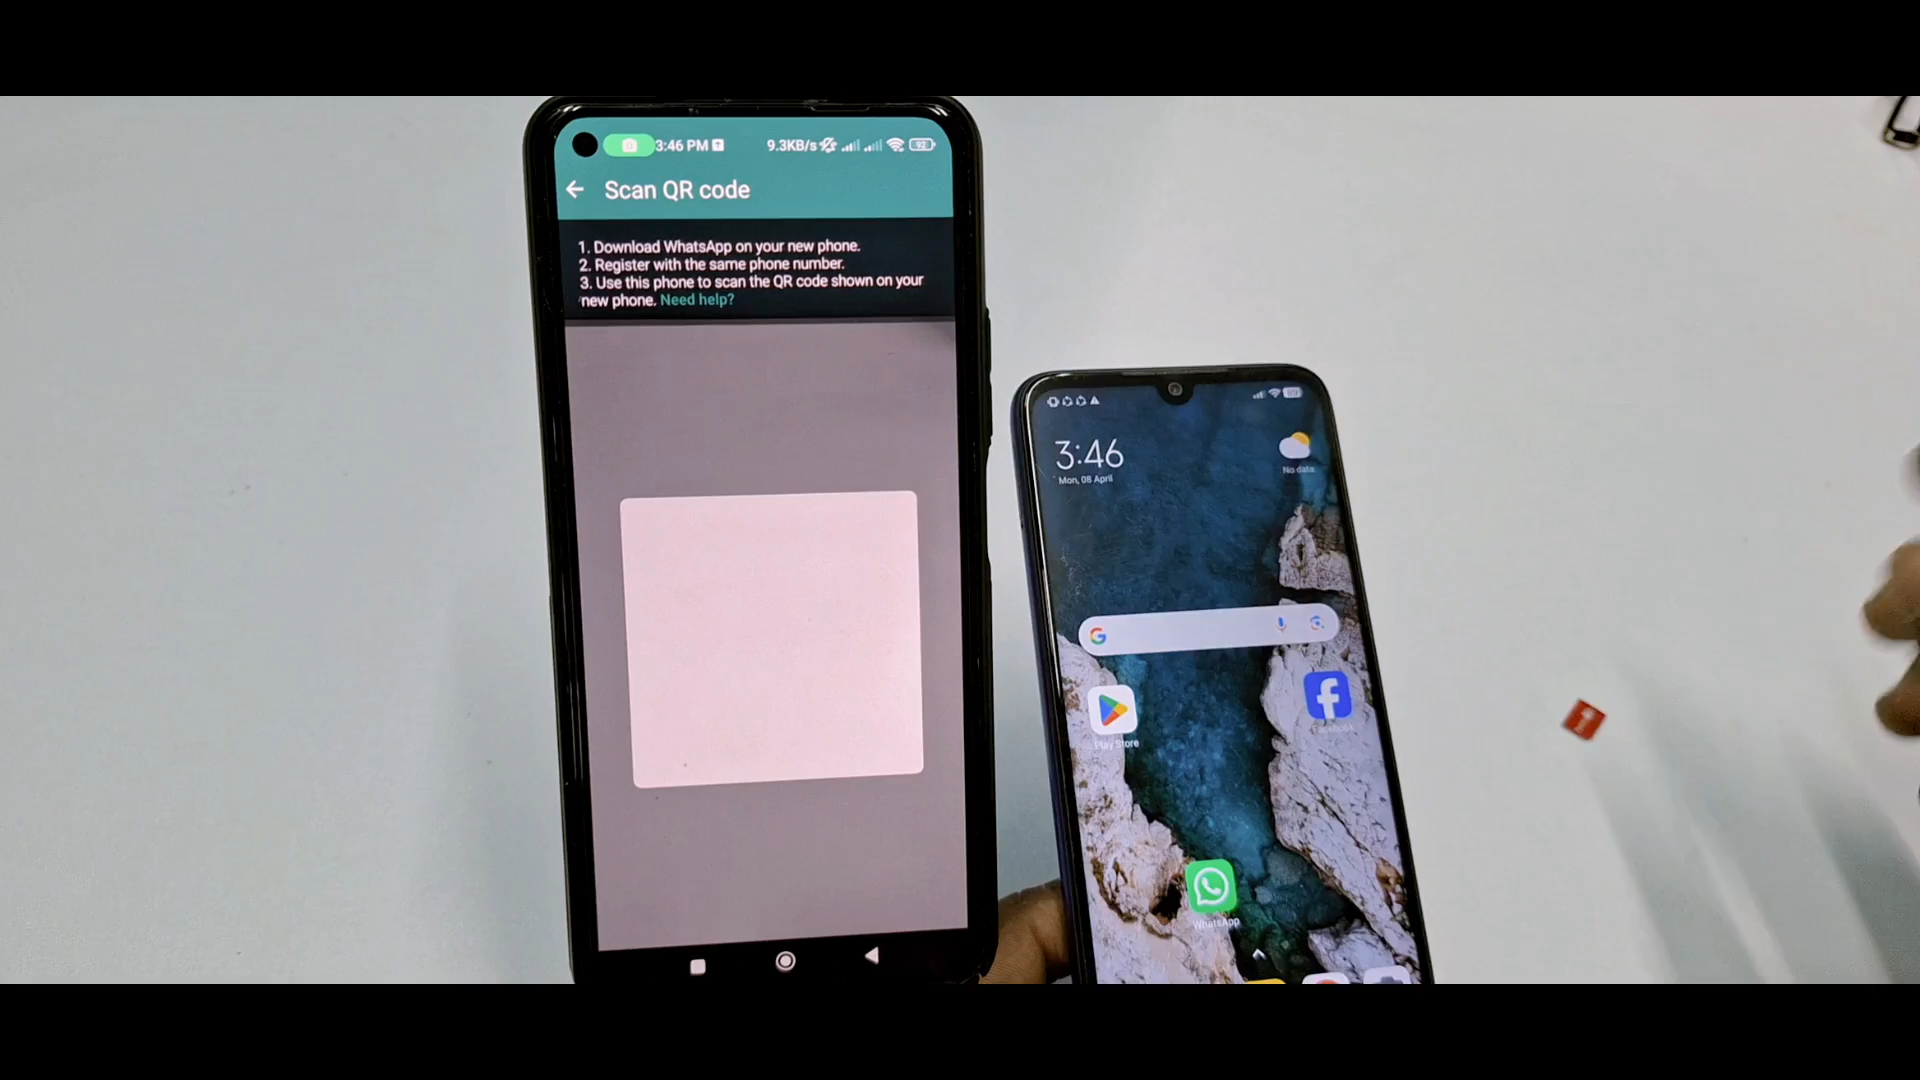 3:46 PM
9.3KB/s
92
Scan QR code
1. Download WhatsApp on your new phone.
2. Register with the same phone number.
3. Use this phone to scan the QR code shown on your
new phone. Need help?
3:46
Mon, 08 April
No data
Play Store
Facebook
WhatsApp